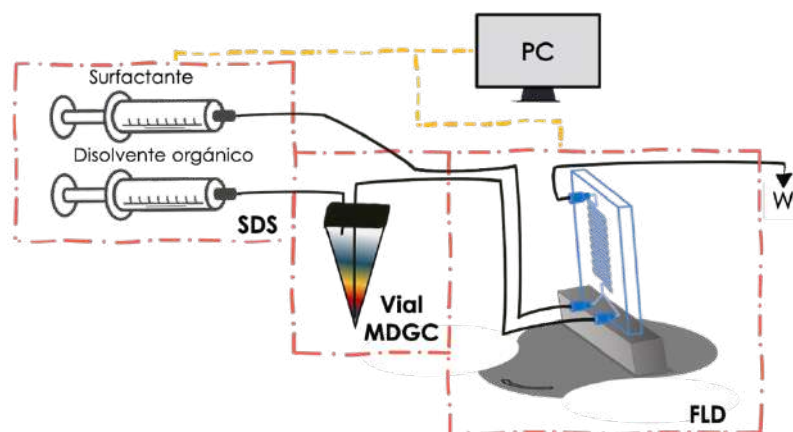 PC
Surfactante
Disolvente orgánico
SDS
Vial
MDGC
W
FLD